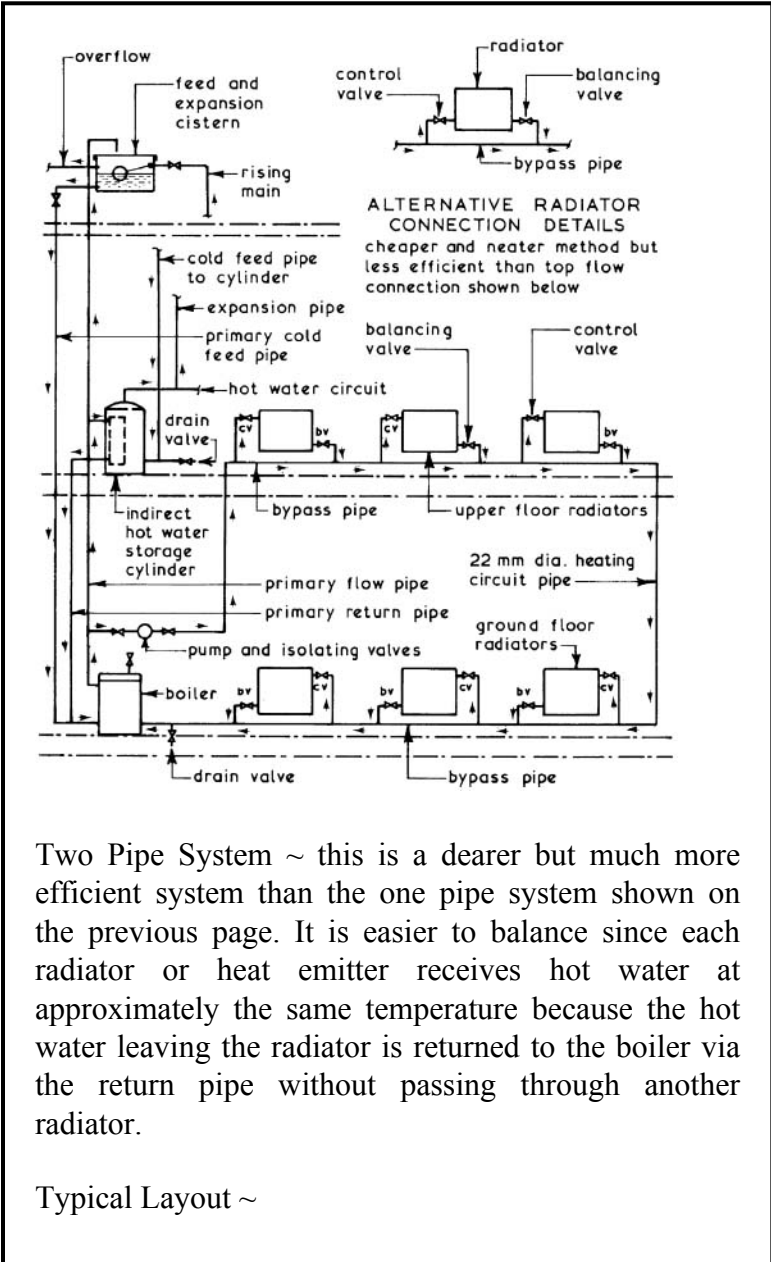 overflow
feed and
expansion
cistern
rising
main
radiator
control
valve
balancing
valve
bypass pipe
ALTERNATIVE RADIATOR
CONNECTION DETAILS
cheaper and neater method but
less efficient than top flow
connection shown below
cold feed pipe
to cylinder
expansion pipe
primary cold
feed pipe
hot water circuit
balancing
valve
control
valve
drain
valve
cv
bv
cv
bv
indirect
hot water
storage
cylinder
bypass pipe
upper floor radiators
primary flow pipe
22 mm dia. heating
circuit pipe
primary return pipe
ground floor
radiators
pump and isolating valves
boiler
bv
cv
bv
cv
bv
cv
drain valve
bypass pipe
Two Pipe System ~ this is a dearer but much more
efficient system than the one pipe system shown on
the previous page. It is easier to balance since each
radiator or heat emitter receives hot water at
approximately the same temperature because the hot
water leaving the radiator is returned to the boiler via
the return pipe without passing through another
radiator.
Typical Layout ~